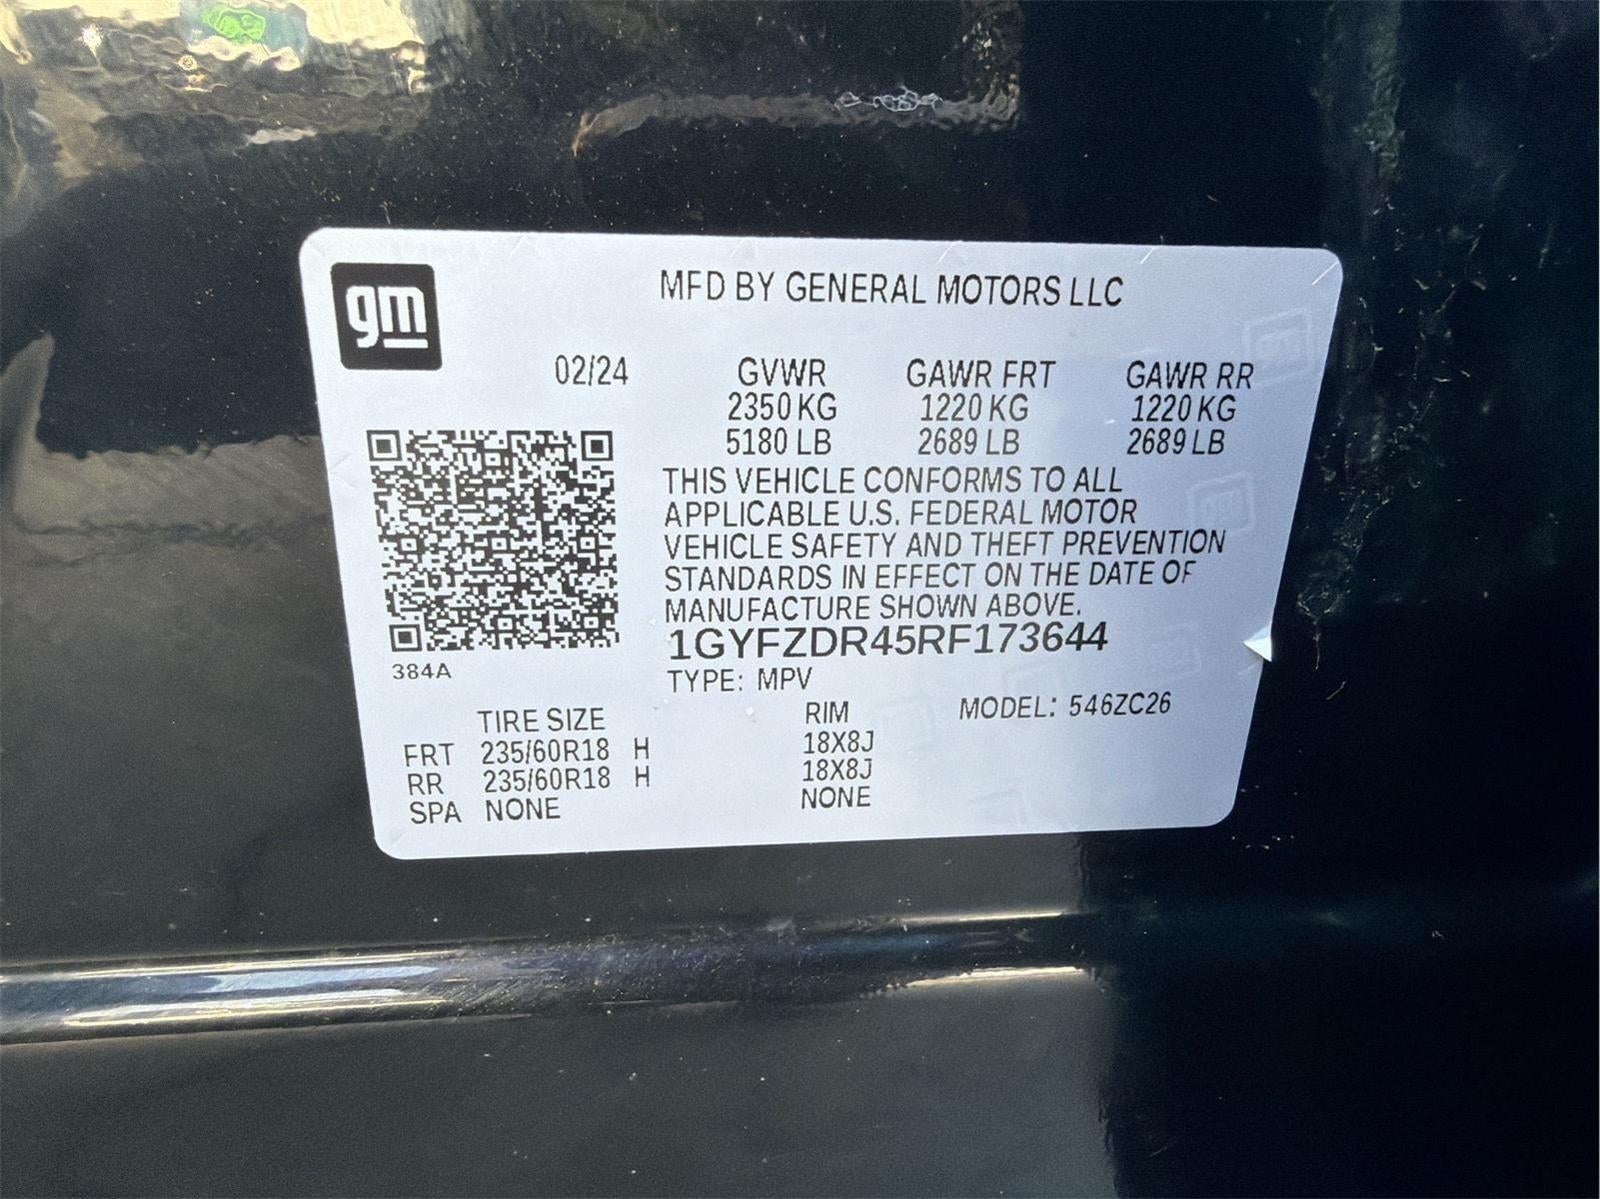 gm
MFD BY GENERAL MOTORS LLC
02/24 GVWR GAWR FRT GAWR RR
2350 KG 1220 KG 1220 KG
5180 LB 2689 LB 2689 LB
THIS VEHICLE CONFORMS TO ALL
APPLICABLE U.S. FEDERAL MOTOR
VEHICLE SAFETY AND THEFT PREVENTION
STANDARDS IN EFFECT ON THE DATE OF
MANUFACTURE SHOWN ABOVE.
1GYFZDR45RF173644
384A
TYPE: MPV
MODEL: 546ZC26
TIRE SIZE RIM
FRT 235/60R18 H 18X8J
RR 235/60R18 H 18X8J
SPA NONE NONE